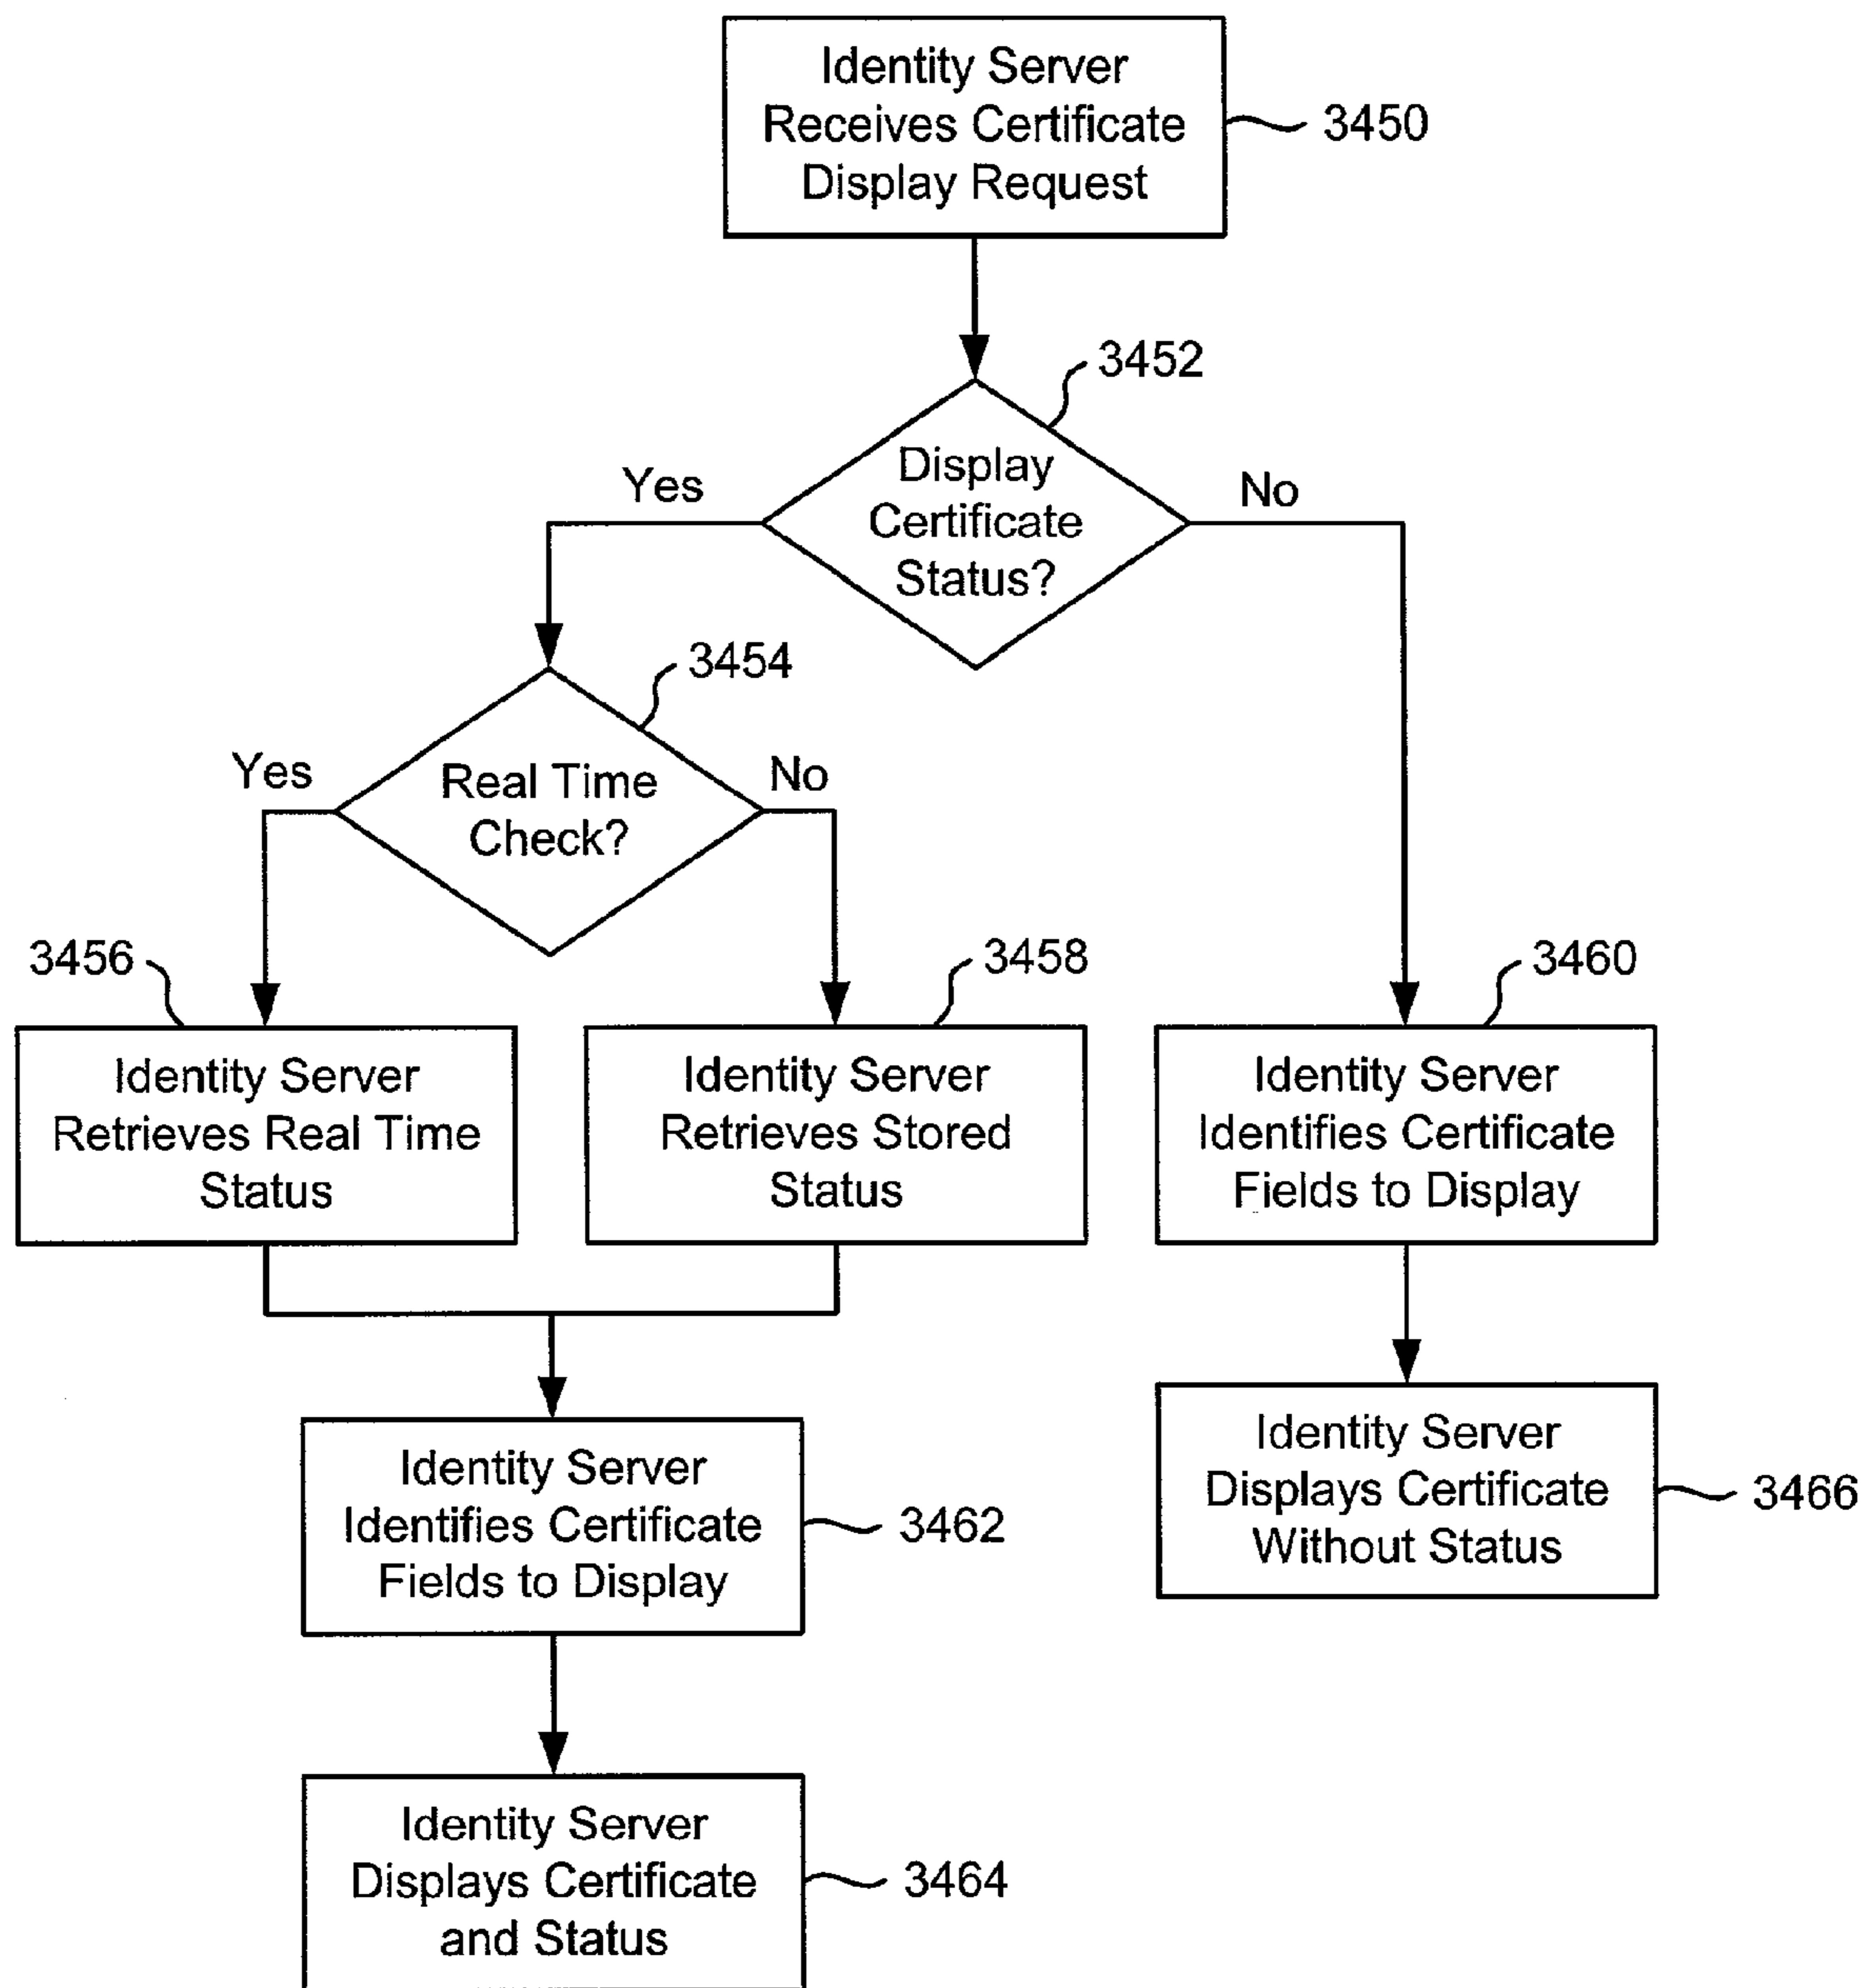 Identity Server
Receives Certificate
Display Request
3450
3452
Display
Certificate
Status?
Yes
No
3454
Real Time
Check?
Yes
No
3456
3458
3460
Identity Server
Retrieves Real Time
Status
Identity Server
Retrieves Stored
Status
Identity Server
Identifies Certificate
Fields to Display
Identity Server
Identifies Certificate
Fields to Display
3462
Identity Server
Displays Certificate
Without Status
3466
Identity Server
Displays Certificate
and Status
3464